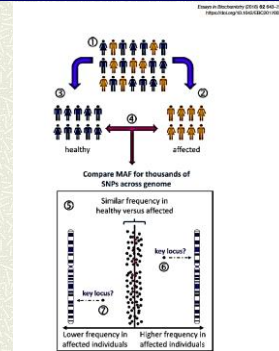 Essays in Biochemistry (2018) 62 643–
①
③
②
④
healthy
affected
Compare MAF for thousands of
SNPs across genome
⑤
Similar frequency in
healthy versus affected
key locus?
⑥
key locus?
⑦
Lower frequency in
affected individuals
Higher frequency in
affected individuals